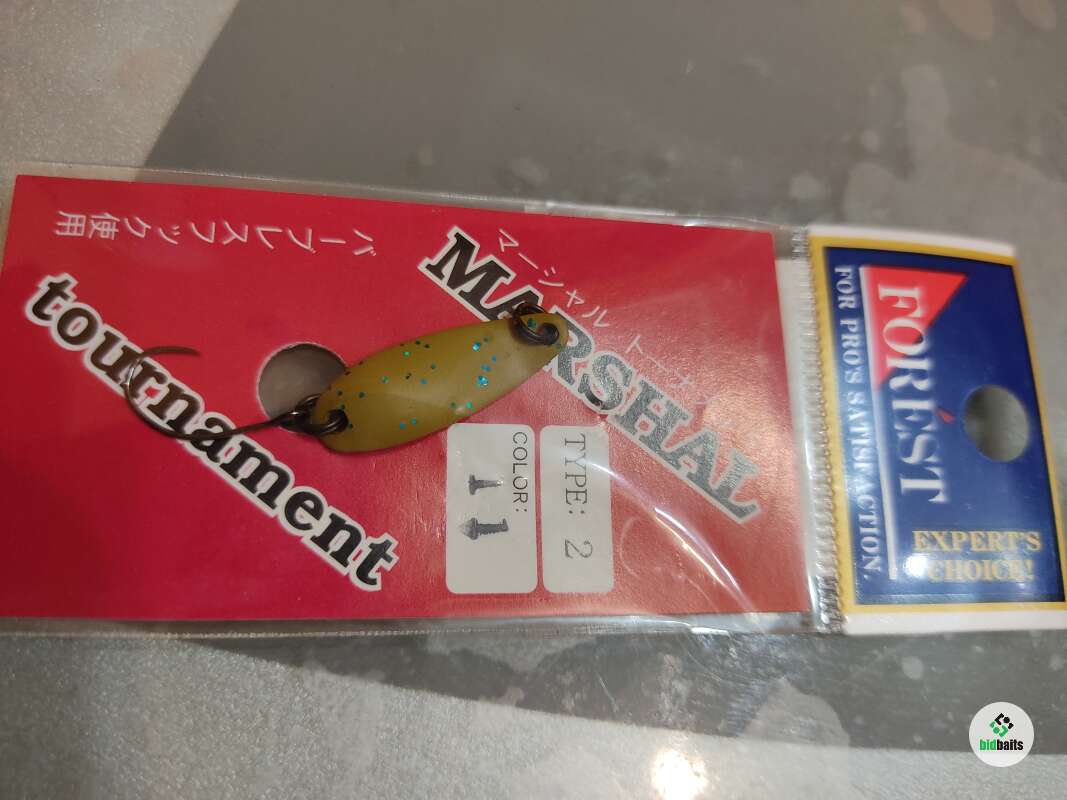 FOREST
FOR PRO'S SATISFACTION.
EXPERT'S
CHOICE!
マーシャル トーナ
MARSHAL
tournament
バーブレスフック使用
TYPE: 2
COLOR:
11
bidbaits